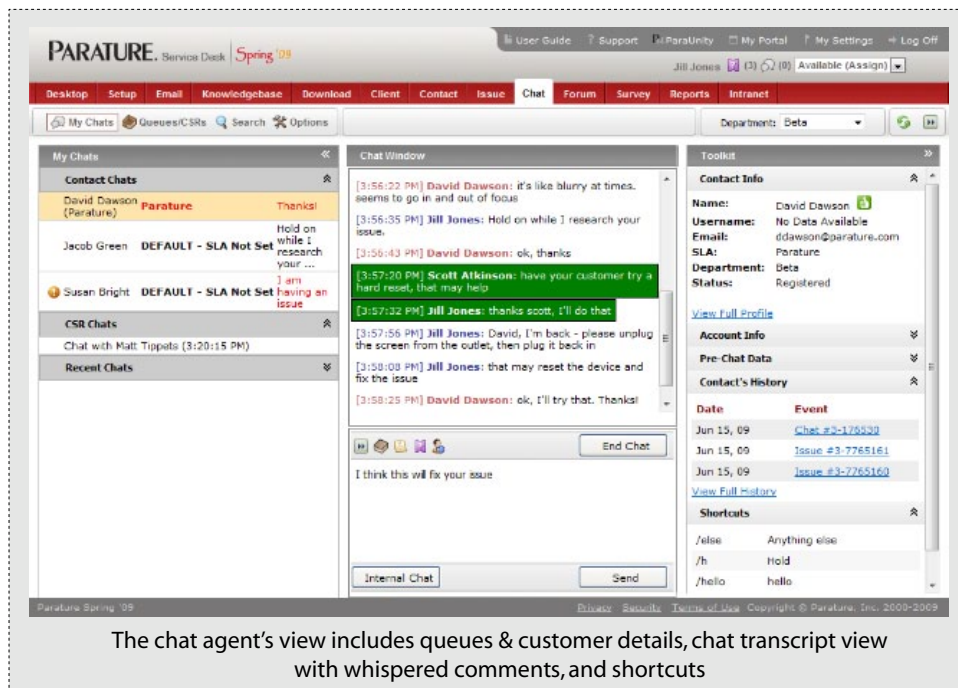 PARATURE. Service Desk Spring '09
User Guide ? Support ParaUnity My Portal My Settings Log Off
Jill Jones (3) (0) Available (Assign)
Desktop Setup Email Knowledgebase Download Client Contact Issue Chat Forum Survey Reports Intranet
My Chats Queues/CSRs Search Options
Department: Beta
My Chats
Contact Chats
David Dawson (Parature) Parature Thanks!
Jacob Green DEFAULT - SLA Not Set Hold on while I research your ...
Susan Bright DEFAULT - SLA Not Set I am having an issue
CSR Chats
Chat with Matt Tippets (3:20:15 PM)
Recent Chats
Chat Window
[3:56:22 PM] David Dawson: it's like blurry at times.
seems to go in and out of focus
[3:56:35 PM] Jill Jones: Hold on while I research your
issue.
[3:56:43 PM] David Dawson: ok, thanks
[3:57:20 PM] Scott Atkinson: have your customer try a
hard reset, that may help
[3:57:32 PM] Jill Jones: thanks scott, I'll do that
[3:57:56 PM] Jill Jones: David, I'm back - please unplug
the screen from the outlet, then plug it back in
[3:58:08 PM] Jill Jones: that may reset the device and
fix the issue
[3:58:25 PM] David Dawson: ok, I'll try that. Thanks!
End Chat
I think this will fix your issue
Internal Chat
Send
Toolkit
Contact Info
Name: David Dawson
Username: No Data Available
Email: ddawson@parature.com
SLA: Parature
Department: Beta
Status: Registered
View Full Profile
Account Info
Pre-Chat Data
Contact's History
Date Event
Jun 15, 09 Chat #3-176530
Jun 15, 09 Issue #3-7765161
Jun 15, 09 Issue #3-7765160
View Full History
Shortcuts
/else Anything else
/h Hold
/hello hello
Parature Spring '09
Privacy Security Terms of Use Copyright © Parature, Inc. 2000-2009
The chat agent's view includes queues & customer details, chat transcript view
with whispered comments, and shortcuts